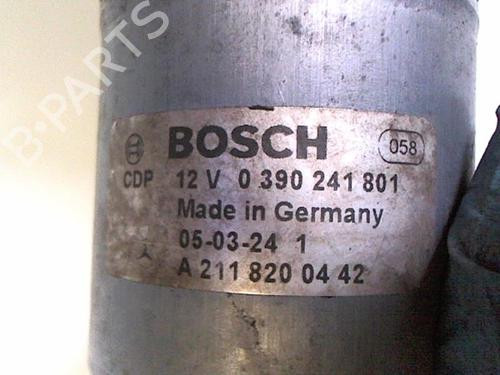 B-PARTS
BOSCH 058
CDP 12 V 0 390 241 801
Made in Germany
05-03-24 1
A 211 820 04 42